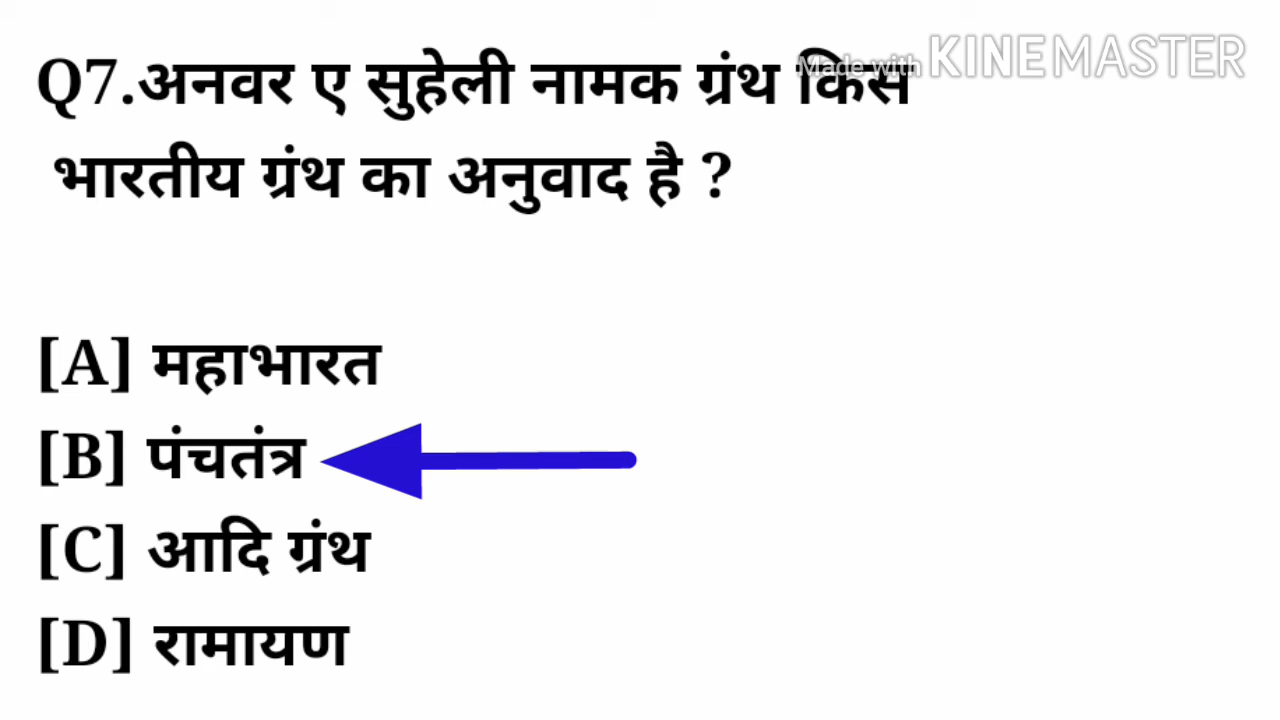 Made with KINEMASTER
Q7.अनवर ए सुहेली नामक ग्रंथ किस
भारतीय ग्रंथ का अनुवाद है ?
[A] महाभारत
[B] पंचतंत्र
[C] आदि ग्रंथ
[D] रामायण